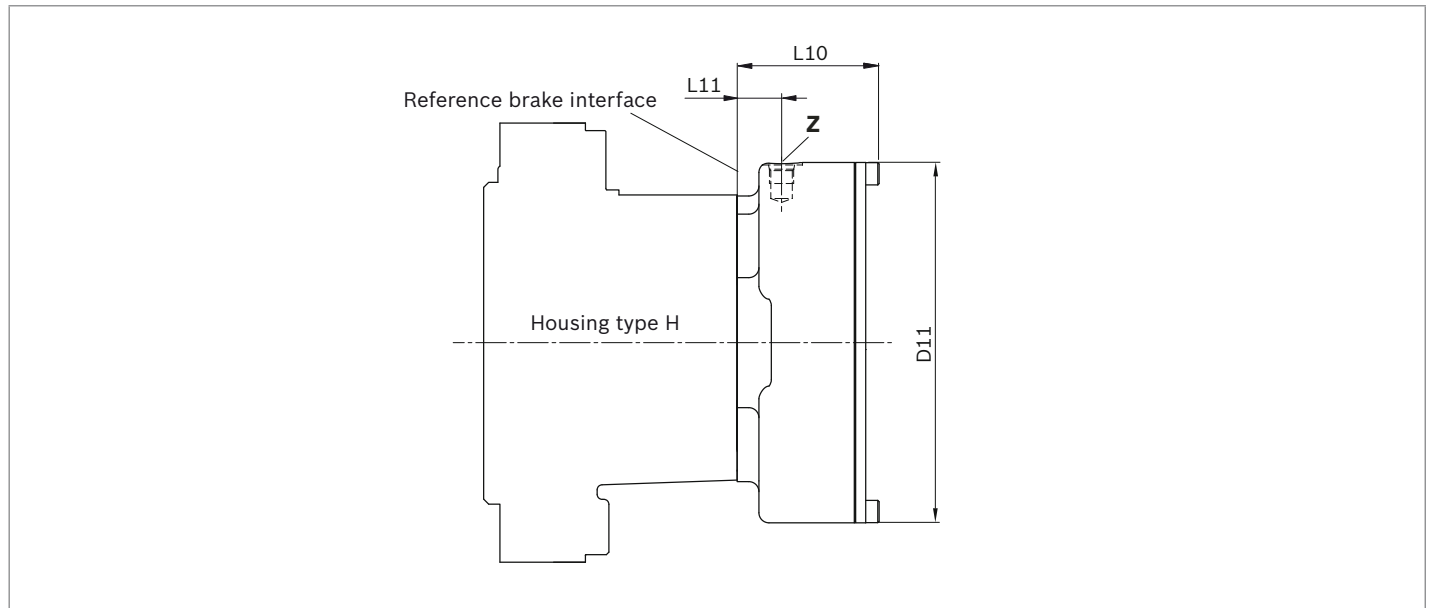 L10
L11
Reference brake interface
Z
Housing type H
D11